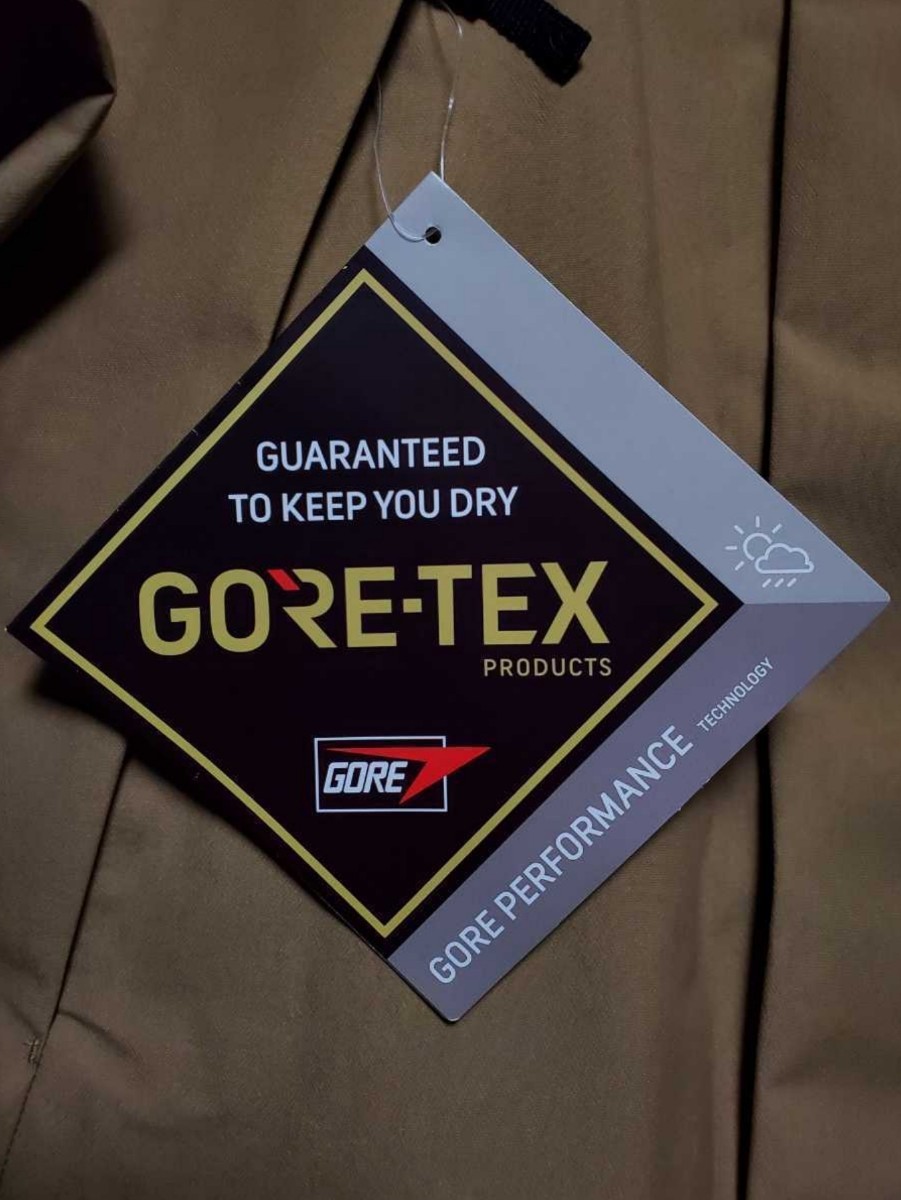 GUARANTEED
TO KEEP YOU DRY
GORE-TEX
PRODUCTS
GORE
GORE PERFORMANCE TECHNOLOGY